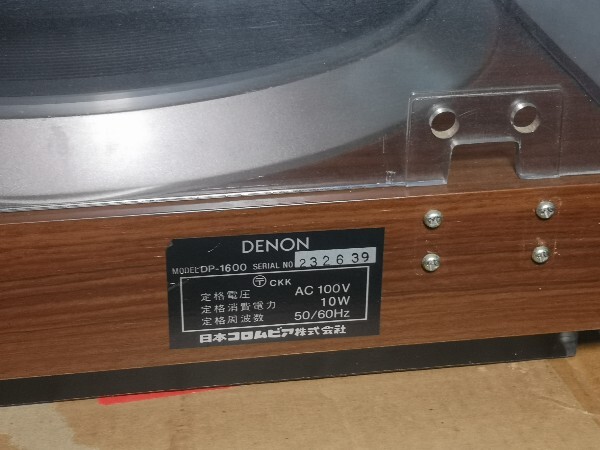 DENON
MODEL DP-1600 SERIAL NO 232639
〒 CKK
定格電圧 AC 100V
定格消費電力 10W
定格周波数 50/60Hz
日本コロムビア株式会社